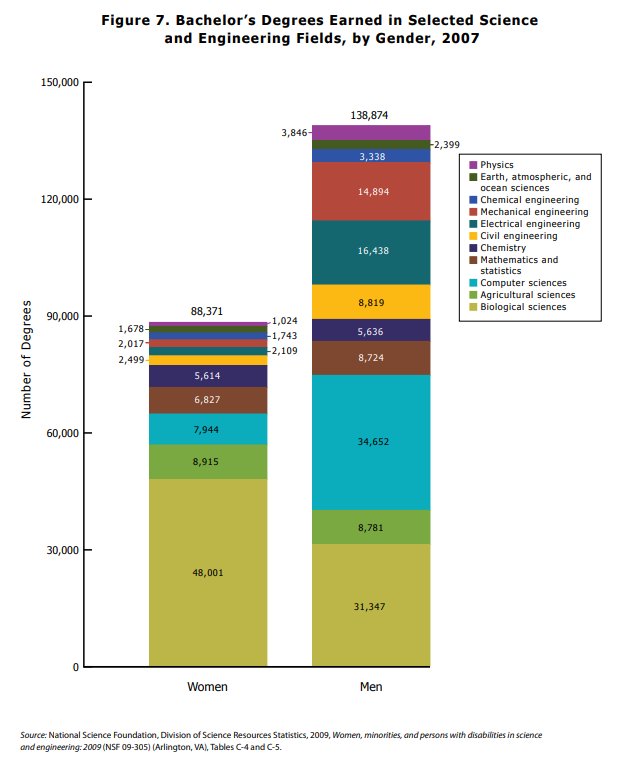 Figure 7. Bachelor’s Degrees Earned in Selected Science
and Engineering Fields, by Gender, 2007
Number of Degrees
150,000
120,000
90,000
60,000
30,000
0
88,371
1,024
1,678
1,743
2,017
2,109
2,499
5,614
6,827
7,944
8,915
48,001
Women
138,874
3,846
2,399
3,338
14,894
16,438
8,819
5,636
8,724
34,652
8,781
31,347
Men
Physics
Earth, atmospheric, and
ocean sciences
Chemical engineering
Mechanical engineering
Electrical engineering
Civil engineering
Chemistry
Mathematics and
statistics
Computer sciences
Agricultural sciences
Biological sciences
Source: National Science Foundation, Division of Science Resources Statistics, 2009, Women, minorities, and persons with disabilities in science
and engineering: 2009 (NSF 09-305) (Arlington, VA), Tables C-4 and C-5.